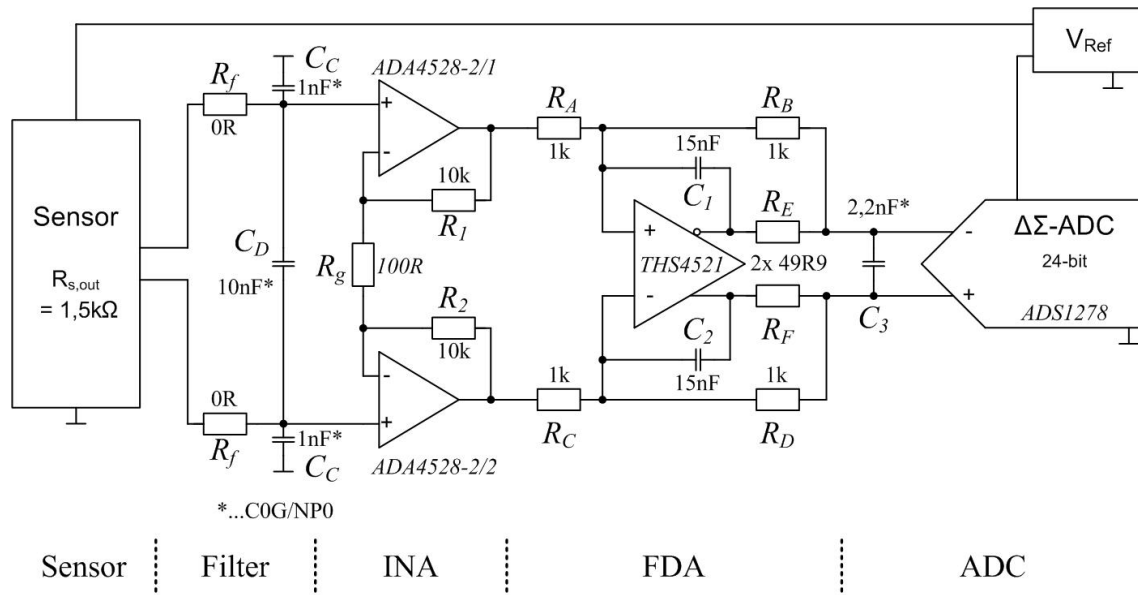 V_Ref
C_C
1nF*
ADA4528-2/1
R_f
0R
R_A
1k
R_B
1k
15nF
C_1
10k
R_1
Sensor
R_s,out
= 1,5kΩ
C_D
10nF*
R_g
100R
THS4521
R_E
2x 49R9
2,2nF*
C_3
ΔΣ-ADC
24-bit
ADS1278
R_2
10k
C_2
15nF
R_F
0R
R_f
1nF*
C_C
ADA4528-2/2
1k
R_C
1k
R_D
*...C0G/NP0
Sensor
Filter
INA
FDA
ADC